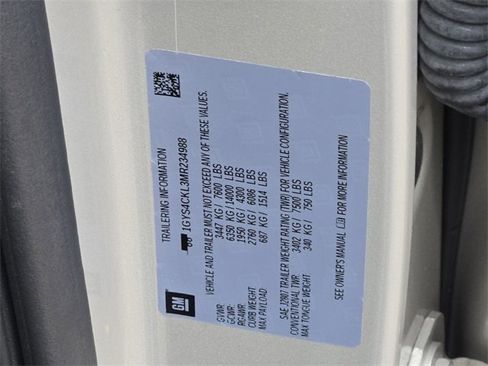 TRAILERING INFORMATION
1GYS4CKL3MR234988
VEHICLE AND TRAILER MUST NOT EXCEED ANY OF THESE VALUES.
GVWR: 3447 KG / 7600 LBS
GCWR: 6350 KG / 14000 LBS
RGAWR: 1950 KG / 4300 LBS
CURB WEIGHT 2760 KG / 6086 LBS
MAX PAYLOAD 687 KG / 1514 LBS
SAE J2807 TRAILER WEIGHT RATING (TWR) FOR VEHICLE CONFIGURATION.
CONVENTIONAL TWR: 3402 KG / 7500 LBS
MAX TONGUE WEIGHT 340 KG / 750 LBS
SEE OWNER'S MANUAL FOR MORE INFORMATION
GM